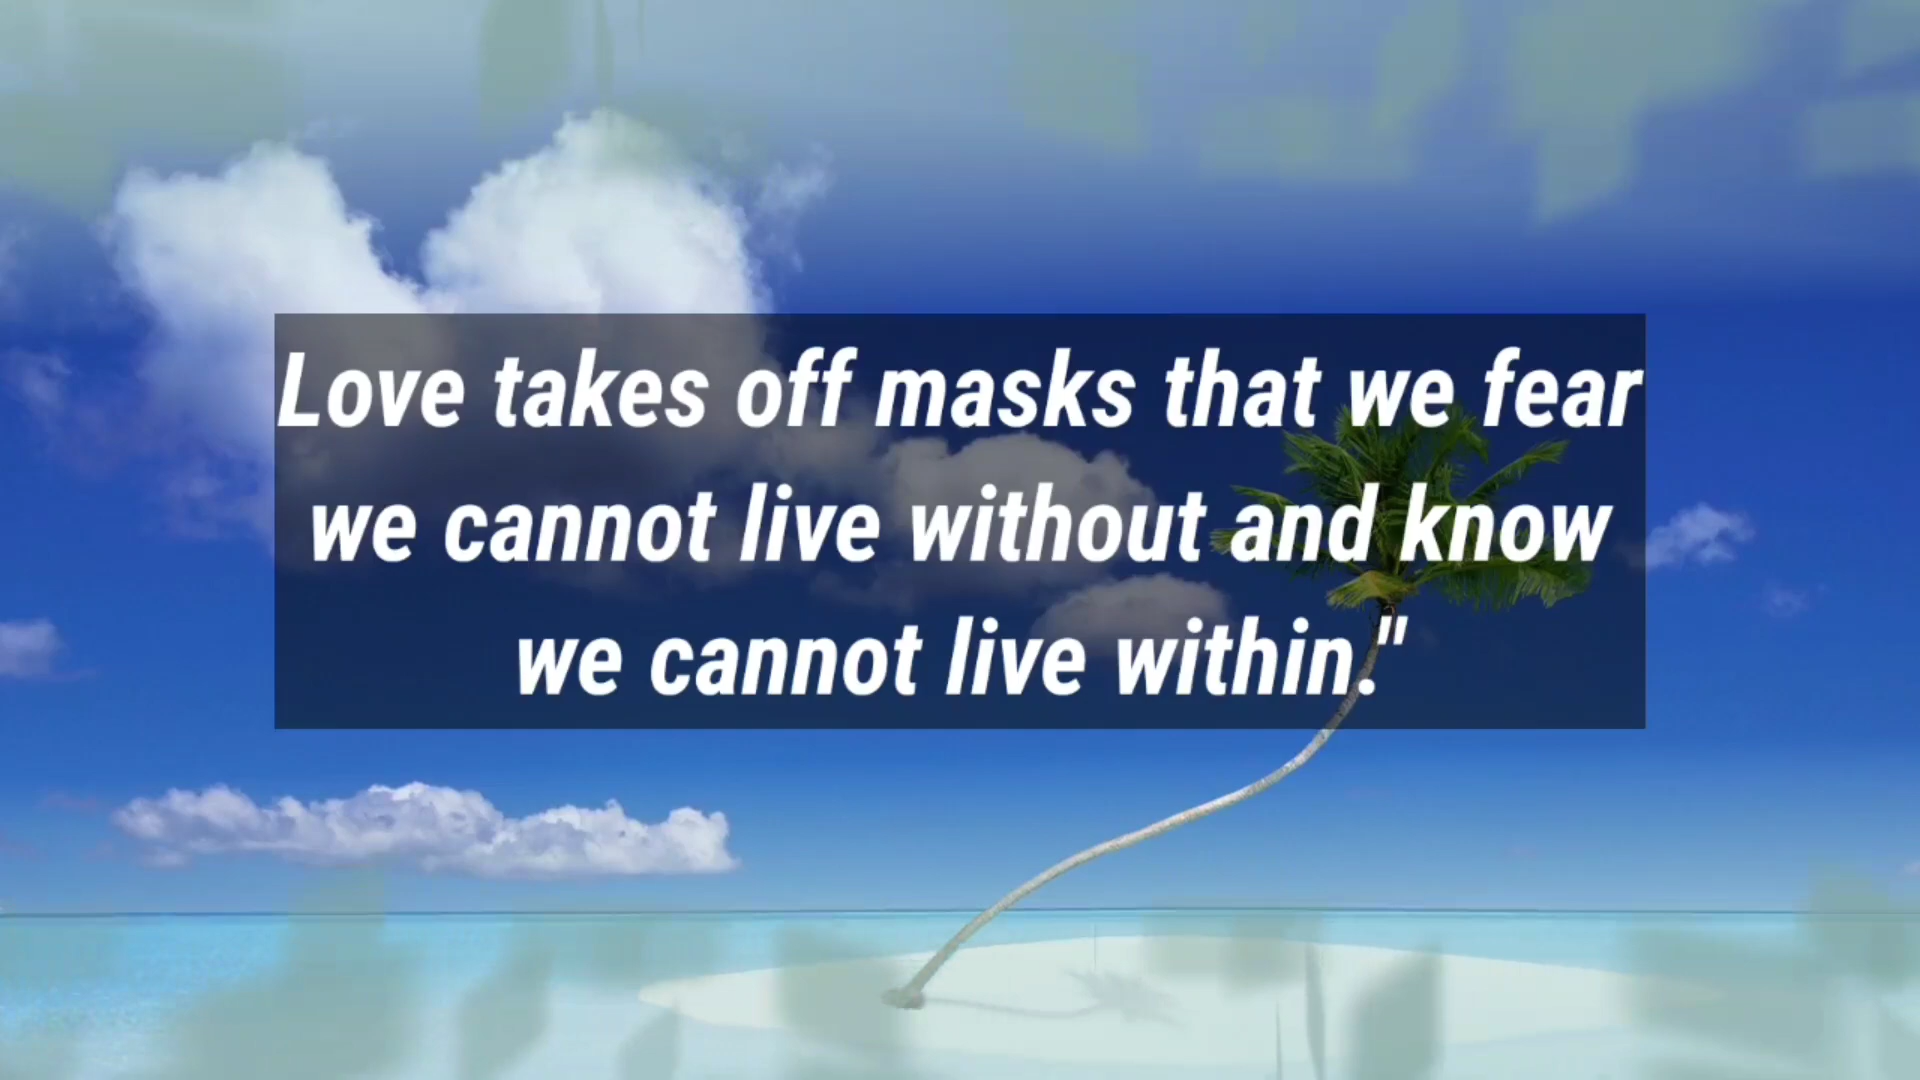 Love takes off masks that we fear
we cannot live without and know
we cannot live within."